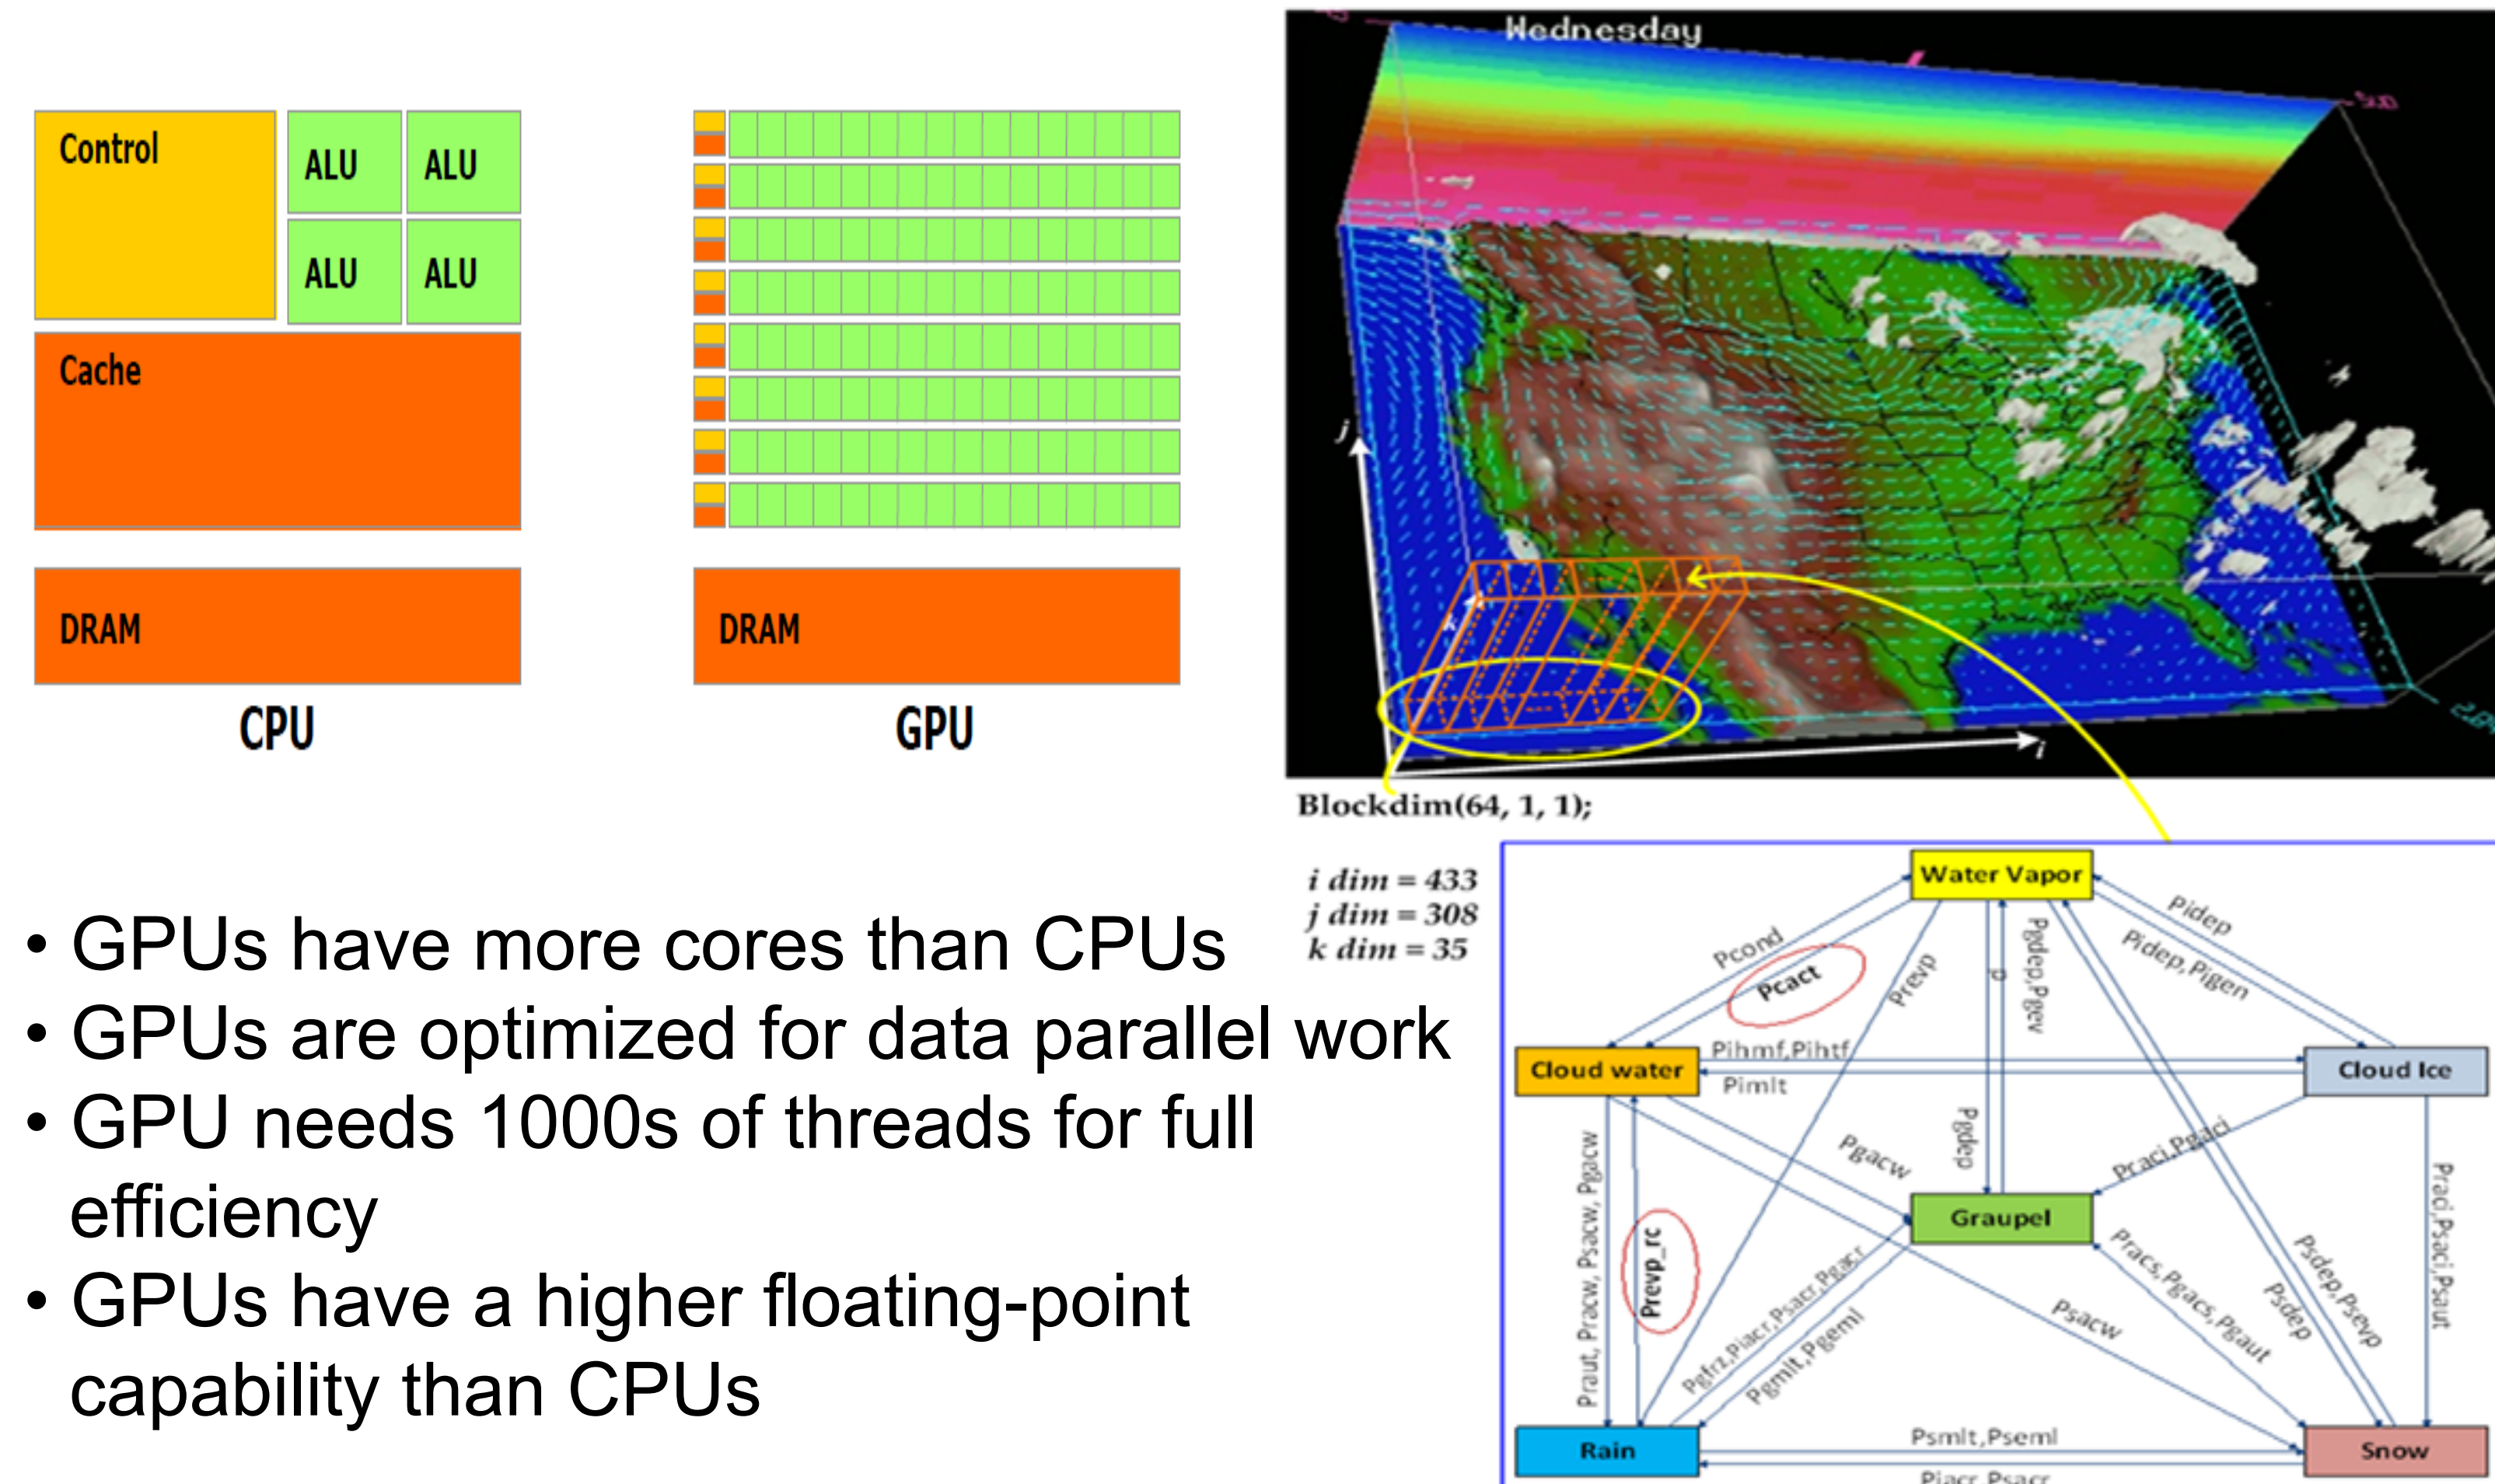 Control
ALU
ALU
ALU
ALU
Cache
DRAM
CPU
DRAM
GPU
• GPUs have more cores than CPUs
• GPUs are optimized for data parallel work
• GPU needs 1000s of threads for full
efficiency
• GPUs have a higher floating-point
capability than CPUs
Wednesday
j
k
i
Blockdim(64, 1, 1);
i dim = 433
j dim = 308
k dim = 35
Water Vapor
Pcond
Pcact
Prevp
p
Pgdep,Pgev
Pidep
Pidep,Pigen
Cloud water
Pihmf,Pihtf
Pimlt
Cloud Ice
Praut, Pracw, Psacw, Pgacw
Prevp_rc
Pgacw
Pgdep
Praci,Pgaci
Praci,Psaci,Psaut
Graupel
Pgfrz,Piacr,Psacr,Pgacr
Pgmlt,Pgeml
Psacw
Pracs,Pgacs,Pgaut
Psdep
Psdep,Psevp
Rain
Psmlt,Pseml
Piacr,Psacr
Snow